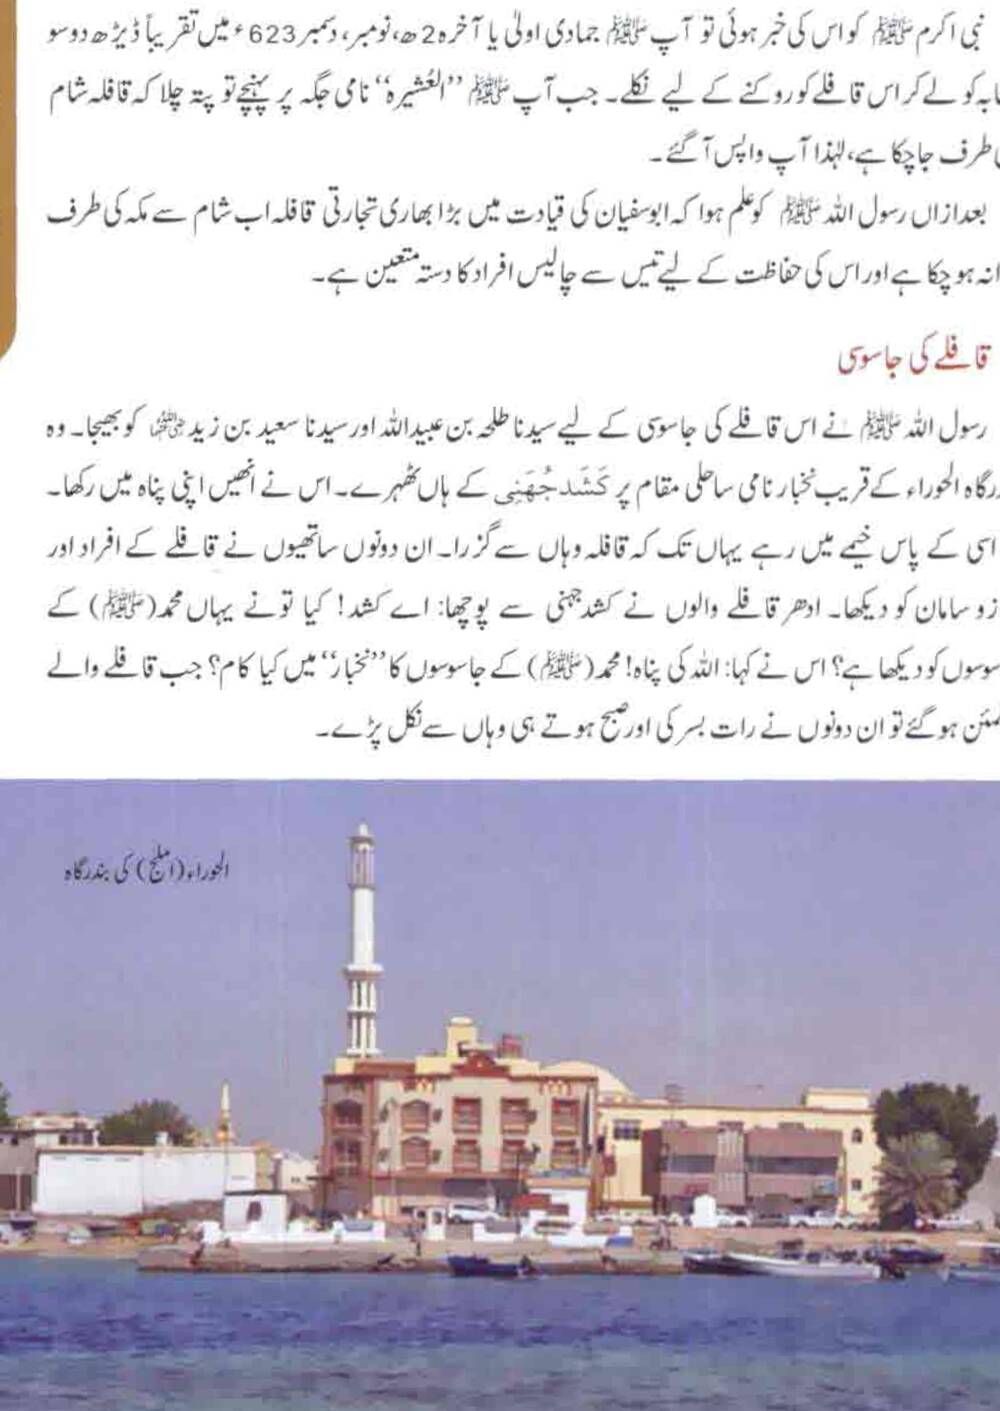 نبی اکرم ﷺ کو اس کی خبر ہوئی تو آپ ﷺ جمادی اولیٰ یا آخرہ 2ھ، نومبر، دسمبر 623ء میں تقریباً ڈیڑھ دو سو
ابہ کو لے کر اس قافلے کو روکنے کے لیے نکلے۔ جب آپ ﷺ ’’العُشیرہ‘‘ نامی جگہ پر پہنچے تو پتہ چلا کہ قافلہ شام
طرف جا چکا ہے، لہٰذا آپ واپس آ گئے۔
بعدازاں رسول اللہ ﷺ کو علم ہوا کہ ابوسفیان کی قیادت میں بڑا بھاری تجارتی قافلہ اب شام سے مکہ کی طرف
انہ ہو چکا ہے اور اس کی حفاظت کے لیے تیس سے چالیس افراد کا دستہ متعین ہے۔
قافلے کی جاسوسی
رسول اللہ ﷺ نے اس قافلے کی جاسوسی کے لیے سیدنا طلحہ بن عبیداللہ اور سیدنا سعید بن زید رضی اللہ عنہما کو بھیجا۔ وہ
رگاہ الحوراء کے قریب نخبار نامی ساحلی مقام پر کَشَد جُهَنِی کے ہاں ٹھہرے۔ اس نے انھیں اپنی پناہ میں رکھا۔
اسی کے پاس خیمے میں رہے یہاں تک کہ قافلہ وہاں سے گزرا۔ ان دونوں ساتھیوں نے قافلے کے افراد اور
زو سامان کو دیکھا۔ ادھر قافلے والوں نے کشد جہنی سے پوچھا: اے کشد! کیا تو نے یہاں محمد (ﷺ) کے
سوسوں کو دیکھا ہے؟ اس نے کہا: اللہ کی پناہ! محمد (ﷺ) کے جاسوسوں کا ’’نخبار‘‘ میں کیا کام؟ جب قافلے والے
مئن ہو گئے تو ان دونوں نے رات بسر کی اور صبح ہوتے ہی وہاں سے نکل پڑے۔
الحوراء (املج) کی بندرگاہ